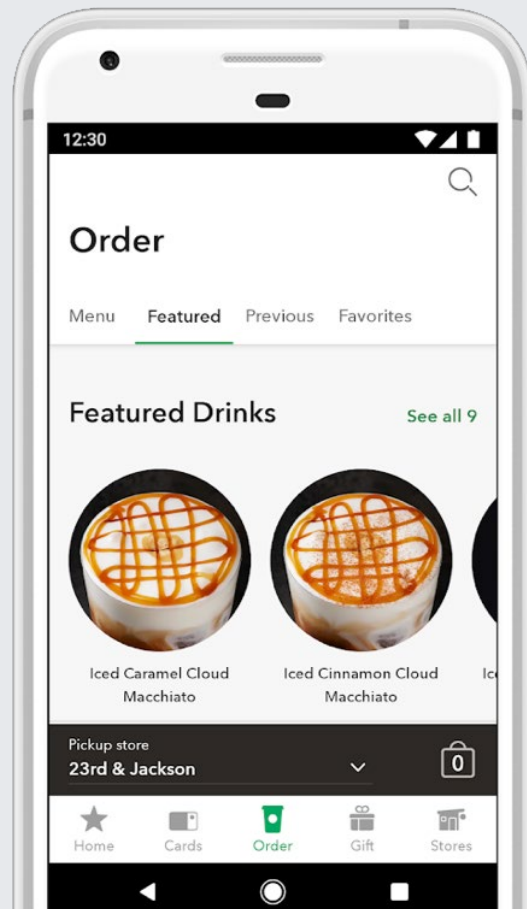 12:30
Order
Menu Featured Previous Favorites
Featured Drinks See all 9
Iced Caramel Cloud
Macchiato
Iced Cinnamon Cloud
Macchiato
Pickup store
23rd & Jackson
0
Home Cards Order Gift Stores